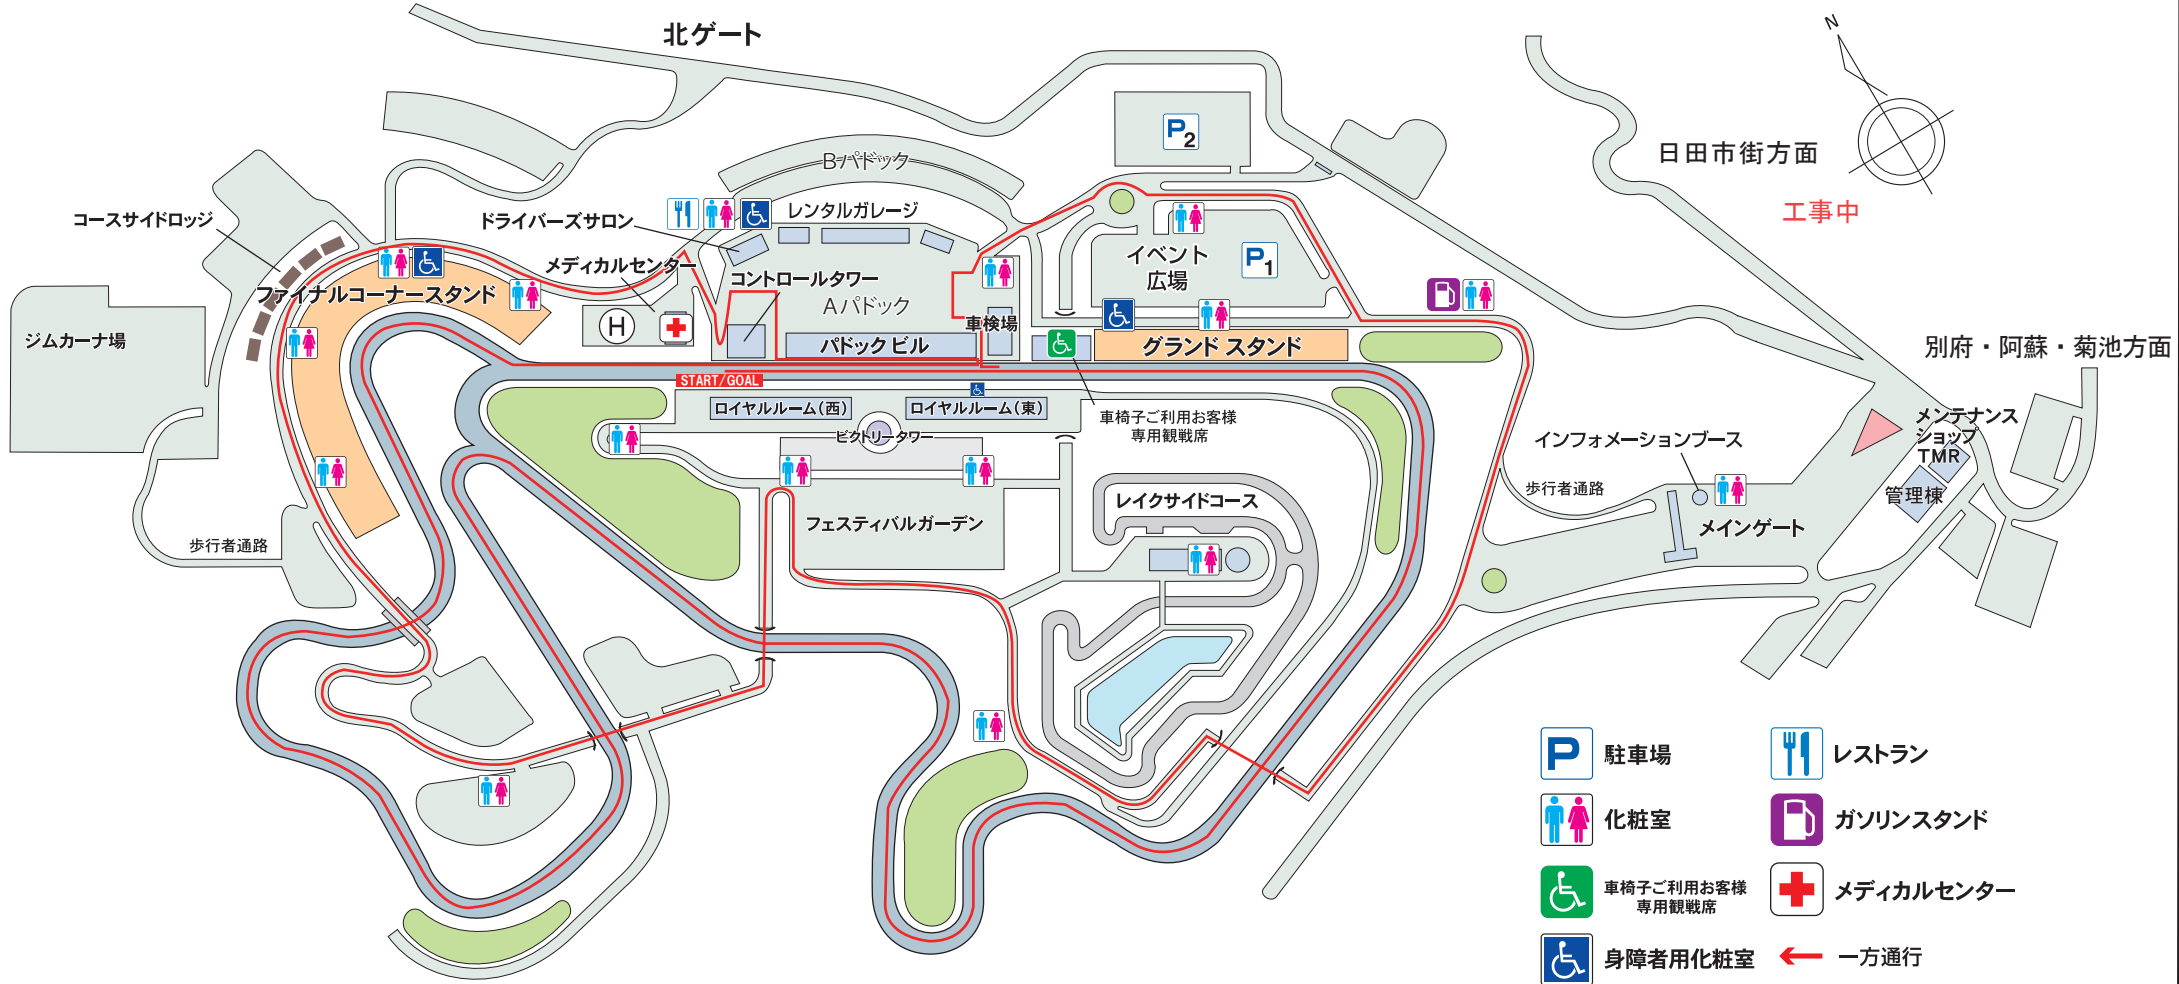 北ゲート
N
P2
日田市街方面
工事中
Bパドック
コースサイドロッジ
ドライバーズサロン
レンタルガレージ
メディカルセンター
コントロールタワー
イベント
広場
P1
ファイナルコーナースタンド
Aパドック
H
車検場
ジムカーナ場
パドック ビル
グランド スタンド
別府・阿蘇・菊池方面
START/GOAL
ロイヤルルーム(西)
ロイヤルルーム(東)
車椅子ご利用お客様
専用観戦席
ビクトリータワー
メンテナンス
ショップ
TMR
インフォメーションブース
歩行者通路
管理棟
レイクサイドコース
フェスティバルガーデン
メインゲート
歩行者通路
P
駐車場
レストラン
化粧室
ガソリンスタンド
車椅子ご利用お客様
専用観戦席
メディカルセンター
身障者用化粧室
一方通行